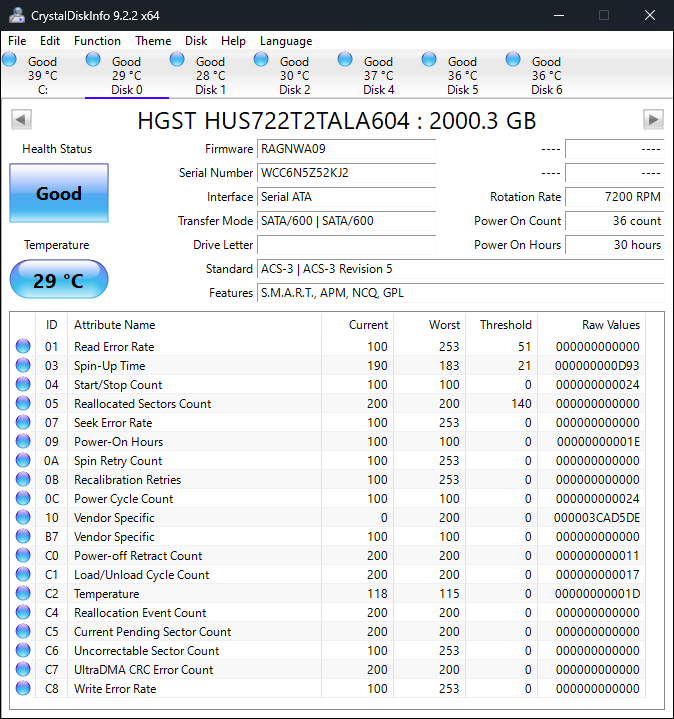 CrystalDiskInfo 9.2.2 x64
File Edit Function Theme Disk Help Language
Good Good Good Good Good Good Good
39 °C 29 °C 28 °C 30 °C 37 °C 36 °C 36 °C
C: Disk 0 Disk 1 Disk 2 Disk 4 Disk 5 Disk 6
HGST HUS722T2TALA604 : 2000.3 GB
Health Status
Good
Temperature
29 °C
Firmware RAGNWA09 ---- ----
Serial Number WCC6N5Z52KJ2 ---- ----
Interface Serial ATA Rotation Rate 7200 RPM
Transfer Mode SATA/600 | SATA/600 Power On Count 36 count
Drive Letter Power On Hours 30 hours
Standard ACS-3 | ACS-3 Revision 5
Features S.M.A.R.T., APM, NCQ, GPL
ID Attribute Name Current Worst Threshold Raw Values
01 Read Error Rate 100 253 51 000000000000
03 Spin-Up Time 190 183 21 000000000D93
04 Start/Stop Count 100 100 0 000000000024
05 Reallocated Sectors Count 200 200 140 000000000000
07 Seek Error Rate 100 253 0 000000000000
09 Power-On Hours 100 100 0 00000000001E
0A Spin Retry Count 100 253 0 000000000000
0B Recalibration Retries 100 253 0 000000000000
0C Power Cycle Count 100 100 0 000000000024
10 Vendor Specific 0 200 0 000003CAD5DE
B7 Vendor Specific 100 100 0 000000000000
C0 Power-off Retract Count 200 200 0 000000000011
C1 Load/Unload Cycle Count 200 200 0 000000000017
C2 Temperature 118 115 0 00000000001D
C4 Reallocation Event Count 200 200 0 000000000000
C5 Current Pending Sector Count 200 200 0 000000000000
C6 Uncorrectable Sector Count 100 253 0 000000000000
C7 UltraDMA CRC Error Count 200 200 0 000000000000
C8 Write Error Rate 100 253 0 000000000000